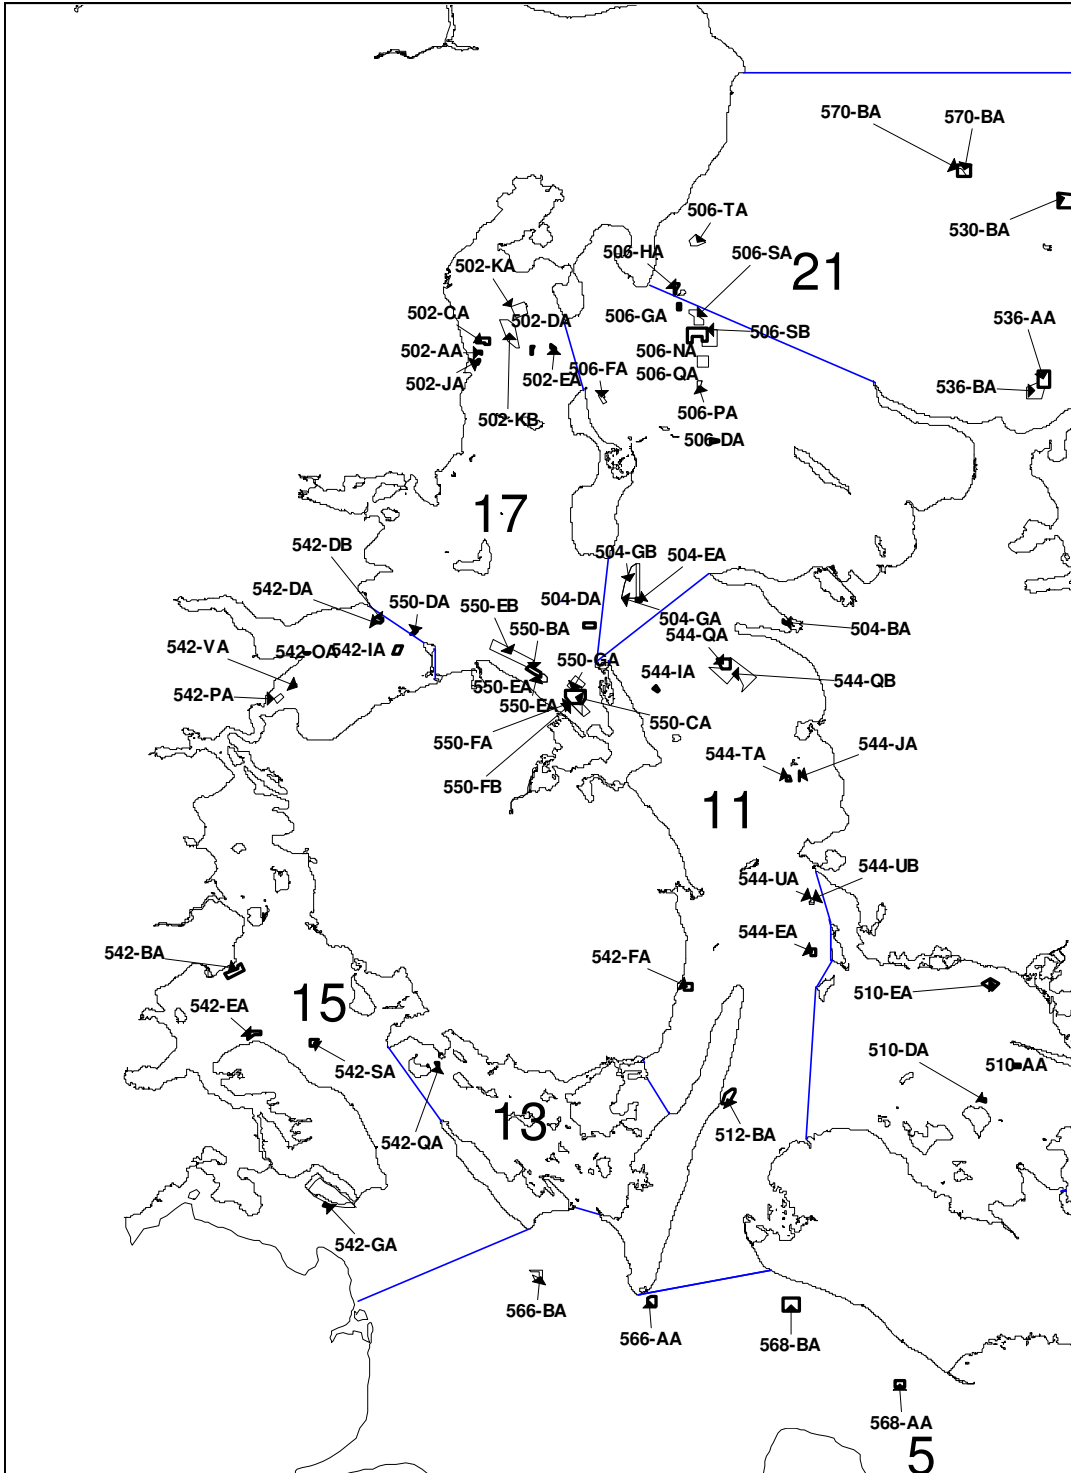 570-BA
570-BA
530-BA
506-TA
506-HA
506-SA
21
502-KA
502-CA
502-DA
506-GA
506-SB
536-AA
502-AA
506-NA
502-JA
502-EA
506-FA
506-QA
536-BA
502-KB
506-PA
506-DA
17
542-DB
504-GB
504-EA
542-DA
550-DA
550-EB
504-DA
504-GA
504-BA
550-BA
544-QA
542-VA
542-OA
542-IA
550-GA
544-IA
544-QB
542-PA
550-EA
550-EA
550-CA
550-FA
544-TA
544-JA
550-FB
11
544-UA
544-UB
544-EA
542-BA
542-FA
510-EA
542-EA
15
510-DA
510-AA
542-SA
13
542-QA
512-BA
542-GA
566-BA
566-AA
568-BA
568-AA
5